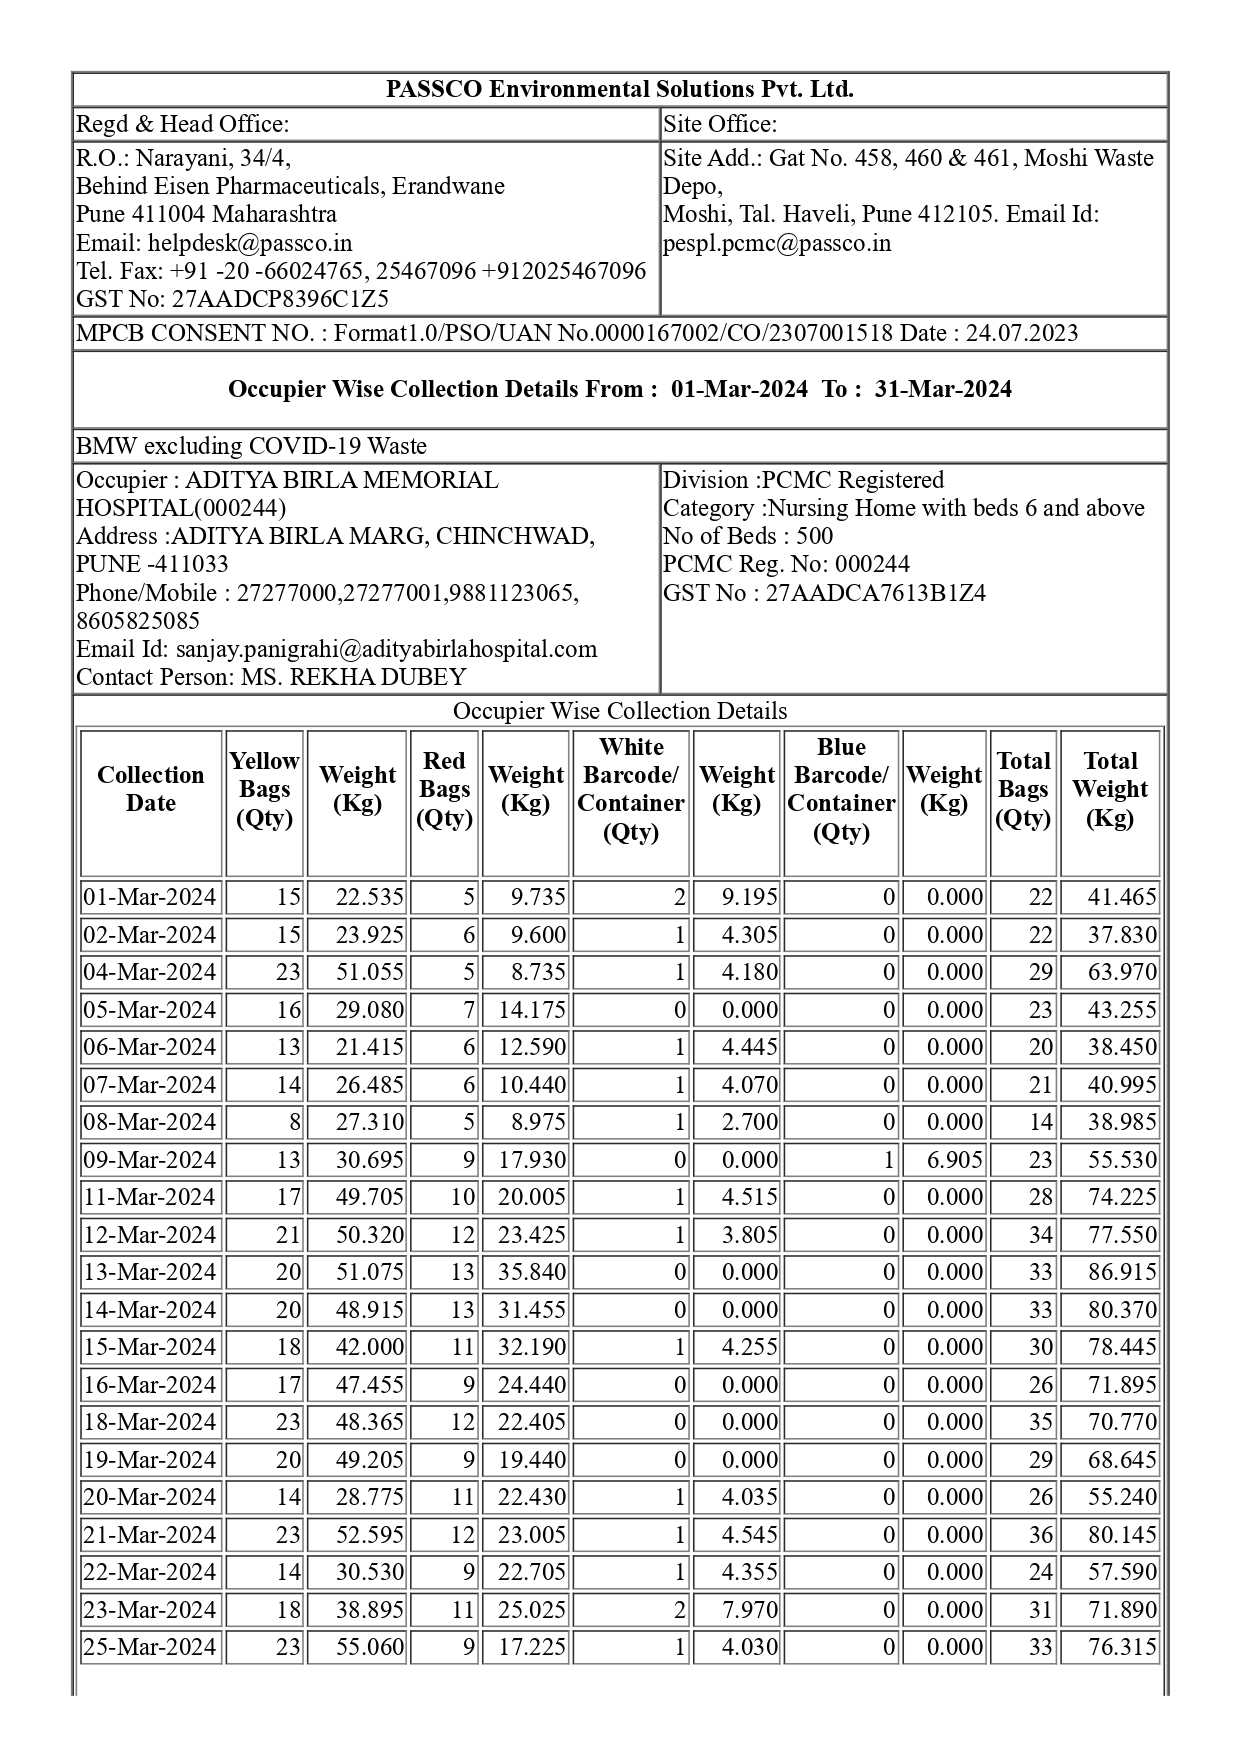 PASSCO Environmental Solutions Pvt. Ltd.
Regd & Head Office:
Site Office:
R.O.: Narayani, 34/4,
Behind Eisen Pharmaceuticals, Erandwane
Pune 411004 Maharashtra
Email: helpdesk@passco.in
Tel. Fax: +91 -20 -66024765, 25467096 +912025467096
GST No: 27AADCP8396C1Z5
Site Add.: Gat No. 458, 460 & 461, Moshi Waste
Depo,
Moshi, Tal. Haveli, Pune 412105. Email Id:
pespl.pcmc@passco.in
MPCB CONSENT NO. : Format1.0/PSO/UAN No.0000167002/CO/2307001518 Date : 24.07.2023
Occupier Wise Collection Details From : 01-Mar-2024 To : 31-Mar-2024
BMW excluding COVID-19 Waste
Occupier : ADITYA BIRLA MEMORIAL
HOSPITAL(000244)
Address :ADITYA BIRLA MARG, CHINCHWAD,
PUNE -411033
Phone/Mobile : 27277000,27277001,9881123065,
8605825085
Email Id: sanjay.panigrahi@adityabirlahospital.com
Contact Person: MS. REKHA DUBEY
Division :PCMC Registered
Category :Nursing Home with beds 6 and above
No of Beds : 500
PCMC Reg. No: 000244
GST No : 27AADCA7613B1Z4
Occupier Wise Collection Details
Collection Date Yellow Bags (Qty) Weight (Kg) Red Bags (Qty) Weight (Kg) White Barcode/ Container (Qty) Weight (Kg) Blue Barcode/ Container (Qty) Weight (Kg) Total Bags (Qty) Total Weight (Kg)
01-Mar-2024 15 22.535 5 9.735 2 9.195 0 0.000 22 41.465
02-Mar-2024 15 23.925 6 9.600 1 4.305 0 0.000 22 37.830
04-Mar-2024 23 51.055 5 8.735 1 4.180 0 0.000 29 63.970
05-Mar-2024 16 29.080 7 14.175 0 0.000 0 0.000 23 43.255
06-Mar-2024 13 21.415 6 12.590 1 4.445 0 0.000 20 38.450
07-Mar-2024 14 26.485 6 10.440 1 4.070 0 0.000 21 40.995
08-Mar-2024 8 27.310 5 8.975 1 2.700 0 0.000 14 38.985
09-Mar-2024 13 30.695 9 17.930 0 0.000 1 6.905 23 55.530
11-Mar-2024 17 49.705 10 20.005 1 4.515 0 0.000 28 74.225
12-Mar-2024 21 50.320 12 23.425 1 3.805 0 0.000 34 77.550
13-Mar-2024 20 51.075 13 35.840 0 0.000 0 0.000 33 86.915
14-Mar-2024 20 48.915 13 31.455 0 0.000 0 0.000 33 80.370
15-Mar-2024 18 42.000 11 32.190 1 4.255 0 0.000 30 78.445
16-Mar-2024 17 47.455 9 24.440 0 0.000 0 0.000 26 71.895
18-Mar-2024 23 48.365 12 22.405 0 0.000 0 0.000 35 70.770
19-Mar-2024 20 49.205 9 19.440 0 0.000 0 0.000 29 68.645
20-Mar-2024 14 28.775 11 22.430 1 4.035 0 0.000 26 55.240
21-Mar-2024 23 52.595 12 23.005 1 4.545 0 0.000 36 80.145
22-Mar-2024 14 30.530 9 22.705 1 4.355 0 0.000 24 57.590
23-Mar-2024 18 38.895 11 25.025 2 7.970 0 0.000 31 71.890
25-Mar-2024 23 55.060 9 17.225 1 4.030 0 0.000 33 76.315